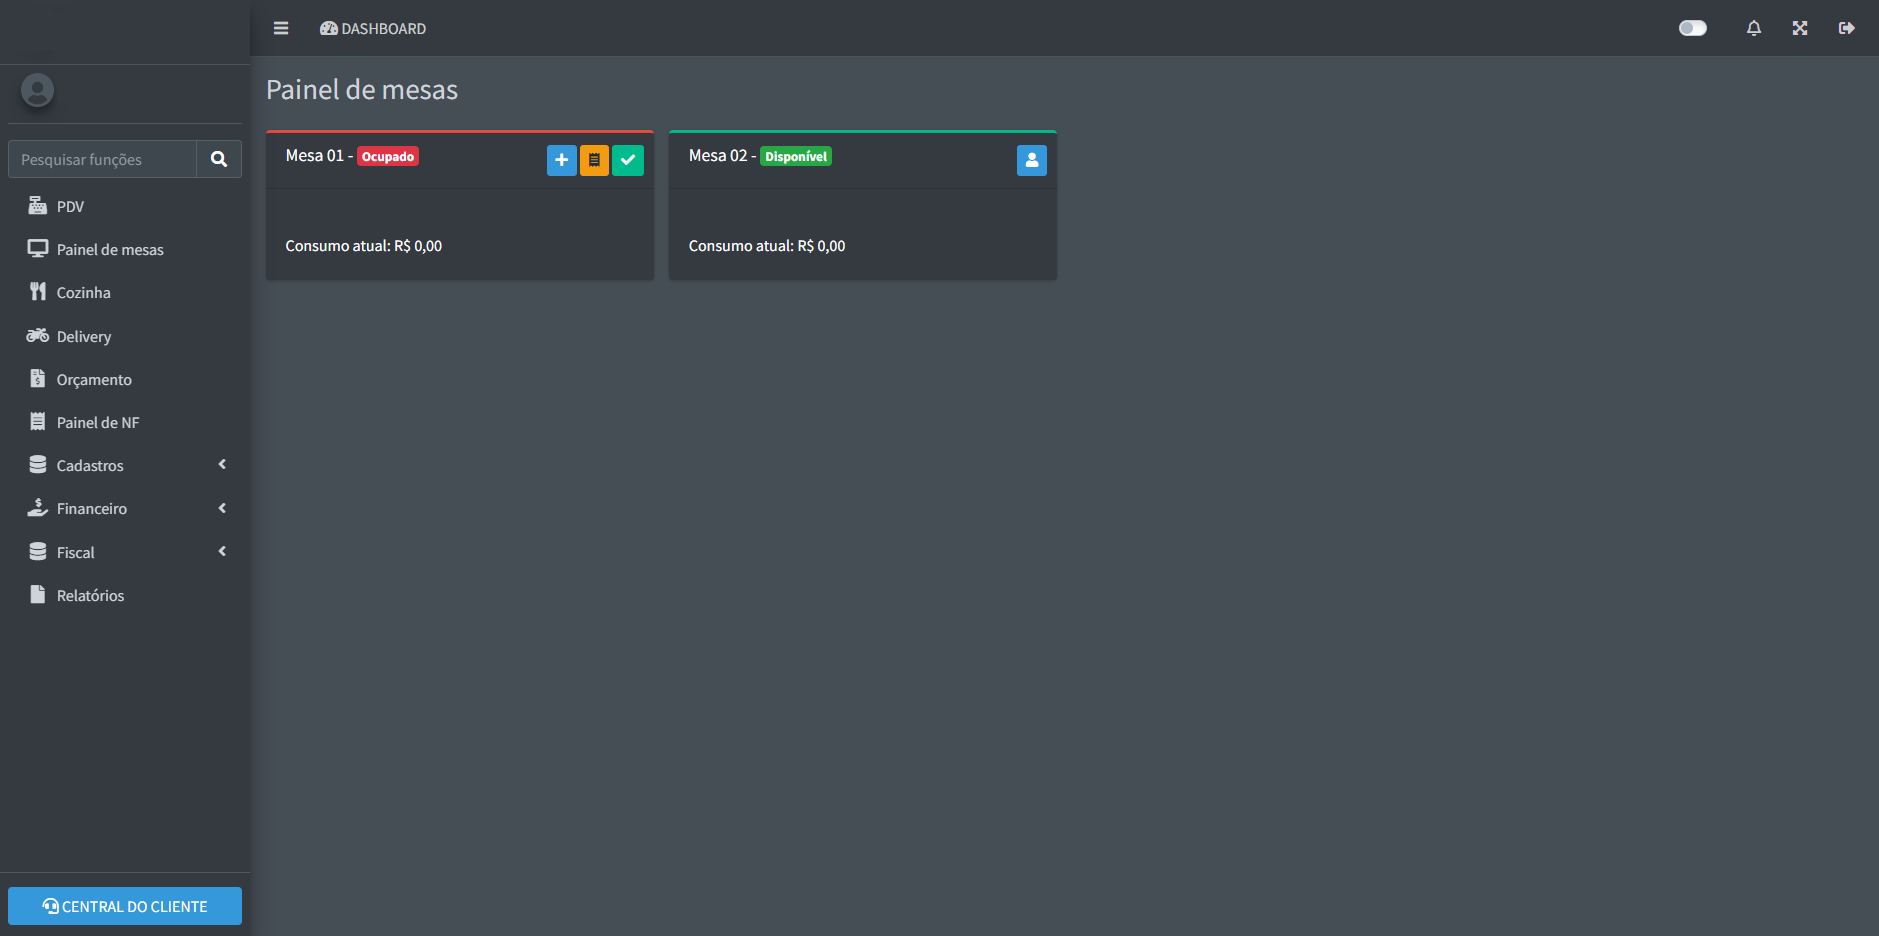 DASHBOARD
Painel de mesas
Pesquisar funções
PDV
Painel de mesas
Cozinha
Delivery
Orçamento
Painel de NF
Cadastros
Financeiro
Fiscal
Relatórios
CENTRAL DO CLIENTE
Mesa 01 - Ocupado
Consumo atual: R$ 0,00
Mesa 02 - Disponível
Consumo atual: R$ 0,00